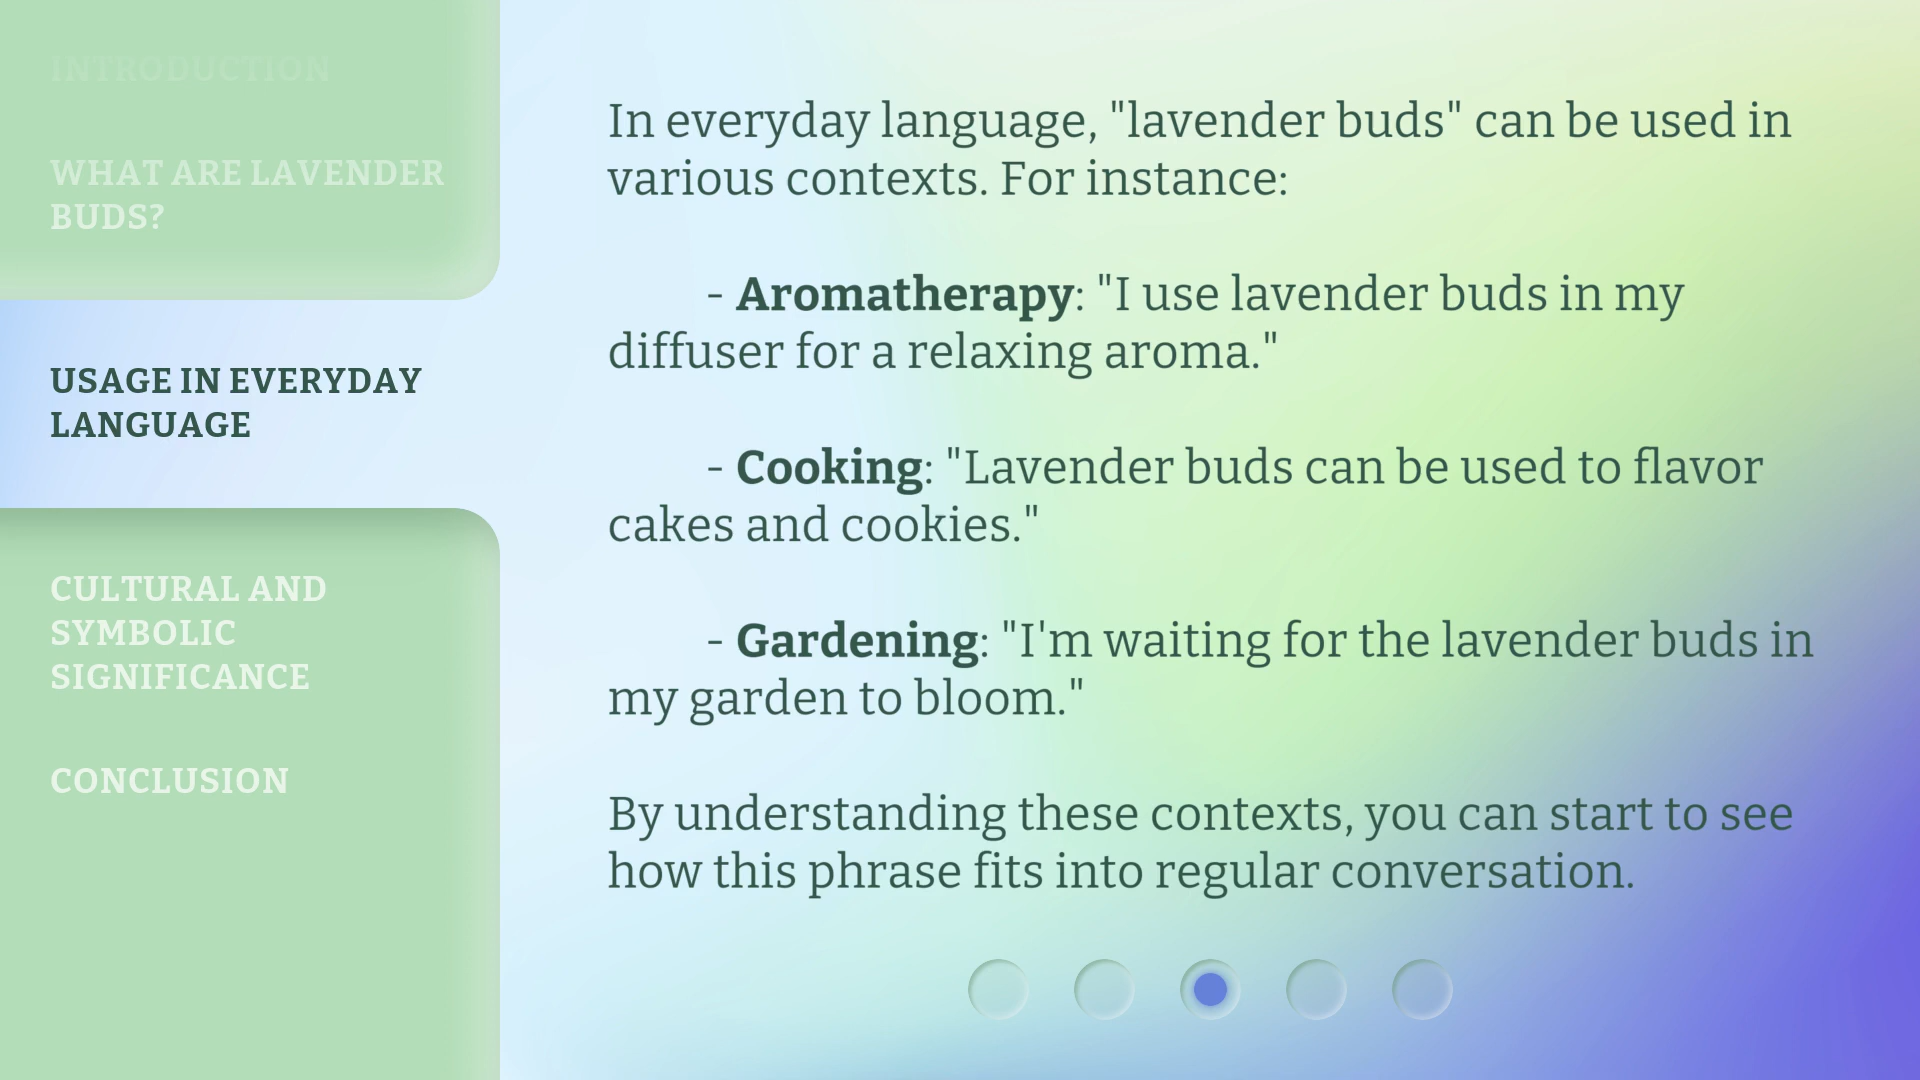 INTRODUCTION
WHAT ARE LAVENDER
BUDS?
USAGE IN EVERYDAY
LANGUAGE
CULTURAL AND
SYMBOLIC
SIGNIFICANCE
CONCLUSION
In everyday language, "lavender buds" can be used in
various contexts. For instance:
- Aromatherapy: "I use lavender buds in my
diffuser for a relaxing aroma."
- Cooking: "Lavender buds can be used to flavor
cakes and cookies."
- Gardening: "I'm waiting for the lavender buds in
my garden to bloom."
By understanding these contexts, you can start to see
how this phrase fits into regular conversation.